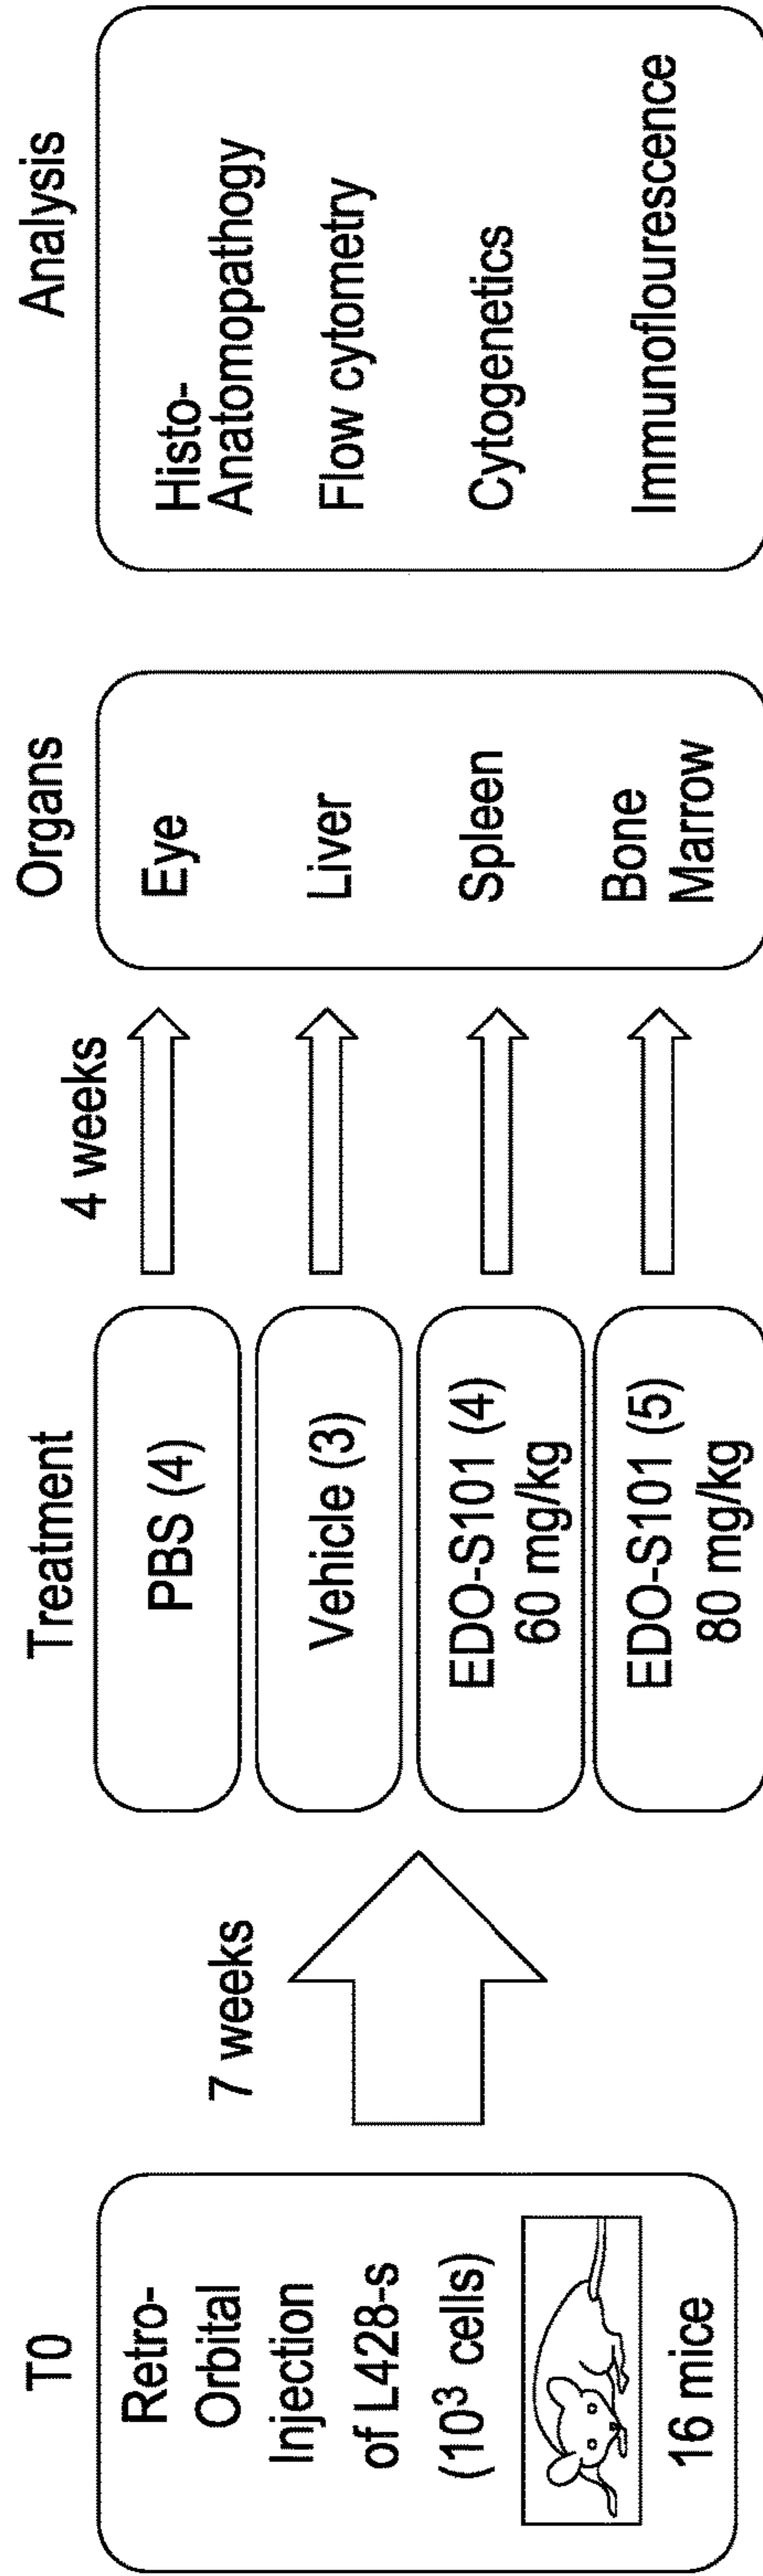 T0
Retro-
Orbital
Injection
of L428-s
(10³ cells)
16 mice
7 weeks
Treatment
PBS (4)
Vehicle (3)
EDO-S101 (4)
60 mg/kg
EDO-S101 (5)
80 mg/kg
4 weeks
Organs
Eye
Liver
Spleen
Bone
Marrow
Analysis
Histo-
Anatomopathogy
Flow cytometry
Cytogenetics
Immunoflourescence